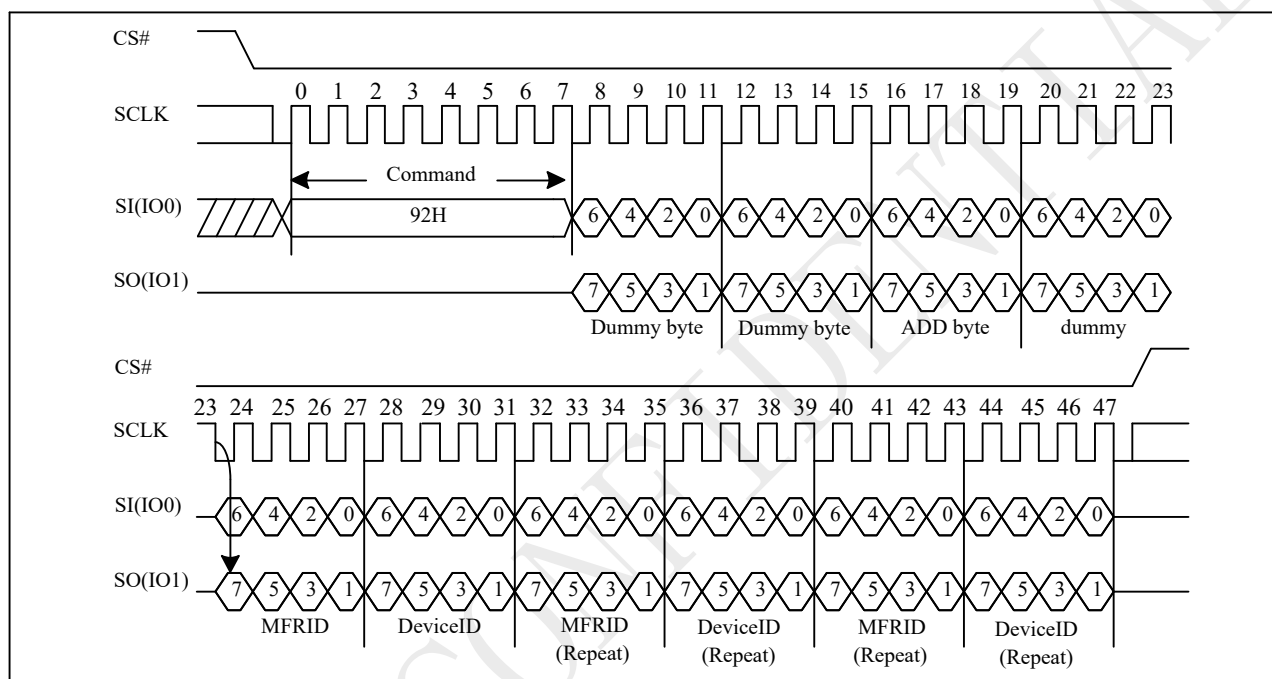 CS#
0 1 2 3 4 5 6 7 8 9 10 11 12 13 14 15 16 17 18 19 20 21 22 23
SCLK
Command
SI(IO0) 92H 6 4 2 0 6 4 2 0 6 4 2 0 6 4 2 0
SO(IO1) 7 5 3 1 7 5 3 1 7 5 3 1 7 5 3 1
Dummy byte Dummy byte ADD byte dummy
CS#
23 24 25 26 27 28 29 30 31 32 33 34 35 36 37 38 39 40 41 42 43 44 45 46 47
SCLK
SI(IO0) 6 4 2 0 6 4 2 0 6 4 2 0 6 4 2 0 6 4 2 0 6 4 2 0
SO(IO1) 7 5 3 1 7 5 3 1 7 5 3 1 7 5 3 1 7 5 3 1 7 5 3 1
MFRID DeviceID MFRID DeviceID MFRID DeviceID
(Repeat) (Repeat) (Repeat) (Repeat)
CONFIDENTIAL